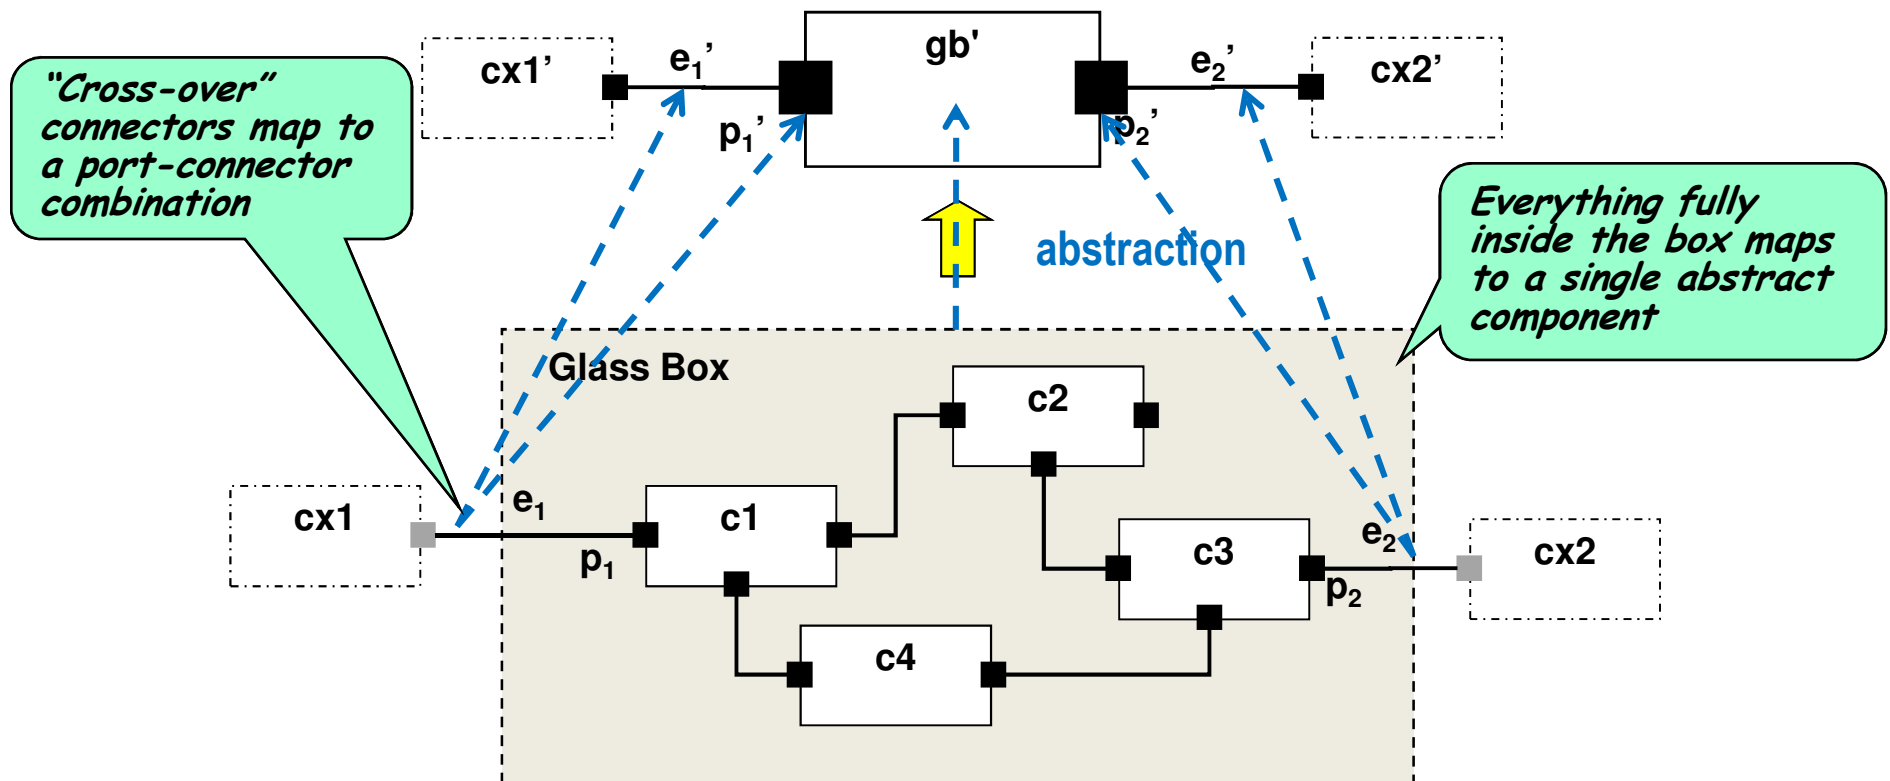 gb'
cx1’
e₁’
e₂’
cx2’
“Cross-over”
connectors map to
a port-connector
combination
p₁’
p₂’
Everything fully
inside the box maps
to a single abstract
component
abstraction
Glass Box
c2
cx1
e₁
c1
p₁
c3
e₂
cx2
p₂
c4